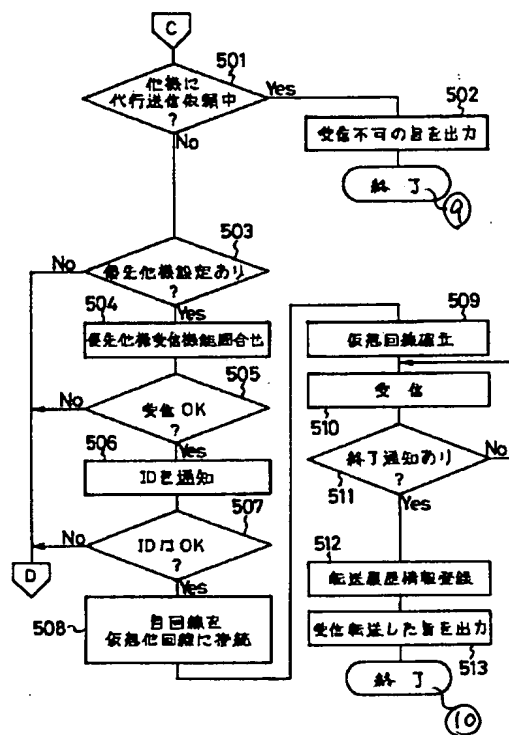 C
501
他機に
代行送信依頼中
?
Yes
No
502
受信不可の旨を出力
終了
9
503
優先他機設定あり
?
No
Yes
504
優先他機受信機能問合せ
505
受信OK
?
No
Yes
506
IDを通知
507
IDはOK
?
No
Yes
D
508
自回線を
仮想他回線に接続
509
仮想回線確立
受信
510
終了通知あり
?
No
511
Yes
512
転送履歴情報登録
受信転送した旨を出力
513
終了
10